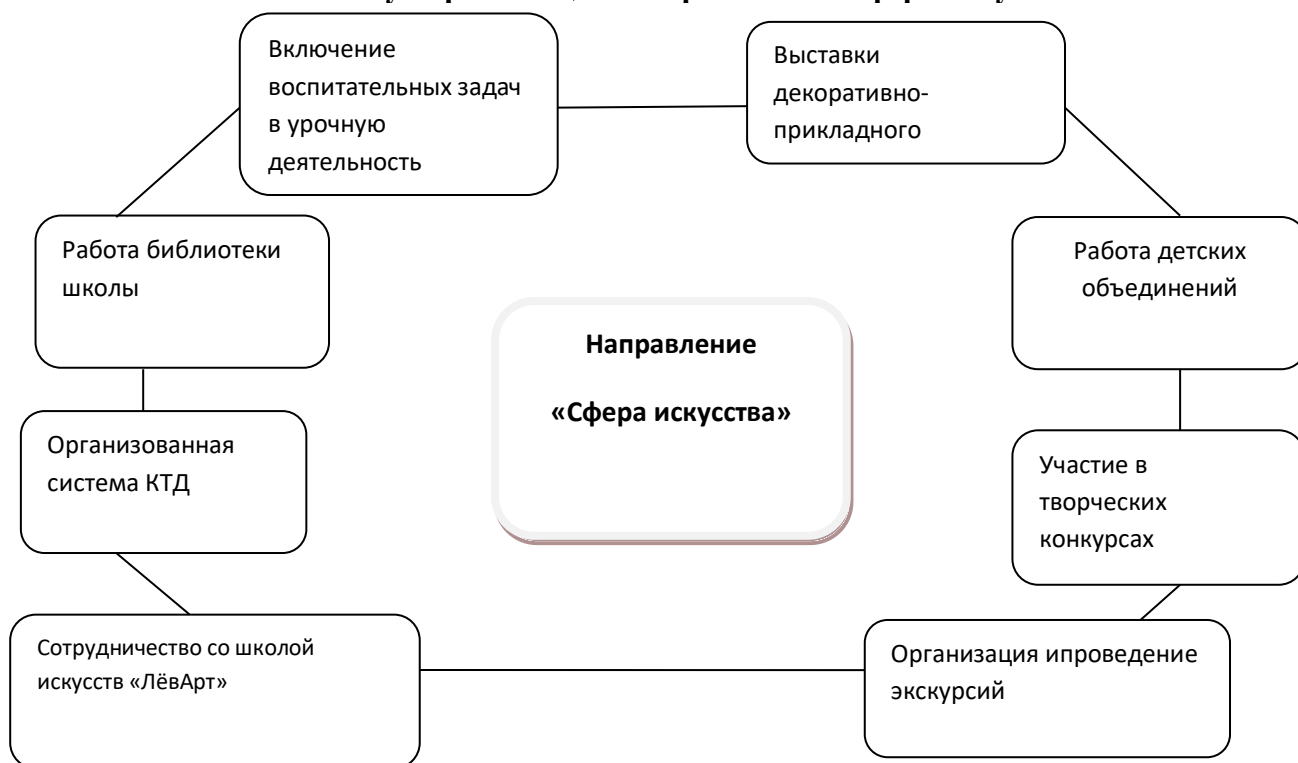 Включение
воспитательных задач
в урочную
деятельность
Выставки
декоративно-
прикладного
Работа библиотеки
школы
Работа детских
объединений
Направление
«Сфера искусства»
Организованная
система КТД
Участие в
творческих
конкурсах
Сотрудничество со школой
искусств «ЛёвАрт»
Организация ипроведение
экскурсий